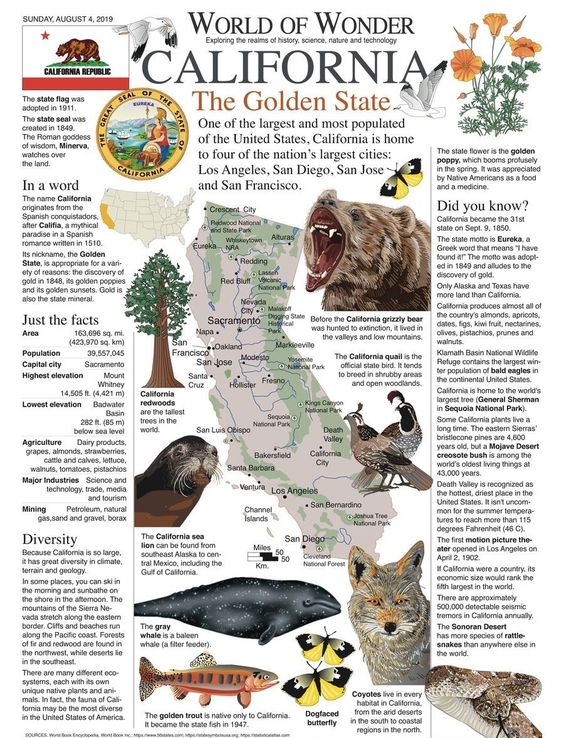 SUNDAY, AUGUST 4, 2019
WORLD OF WONDER
Exploring the realms of history, science, nature and technology
CALIFORNIA
The Golden State
One of the largest and most populated
of the United States, California is home
to four of the nation's largest cities:
Los Angeles, San Diego, San Jose
and San Francisco.
CALIFORNIA REPUBLIC
The state flag was
adopted in 1911.
The state seal was
created in 1849.
The Roman goddess
of wisdom, Minerva,
watches over
the land.
THE GREAT SEAL OF THE STATE OF CALIFORNIA
EUREKA
In a word
The name California
originates from the
Spanish conquistadors,
after Califia, a mythical
paradise in a Spanish
romance written in 1510.
Its nickname, the Golden
State, is appropriate for a vari-
ety of reasons: the discovery of
gold in 1848, its golden poppies
and its golden sunsets. Gold is
also the state mineral.
Just the facts
Area 163,696 sq. mi.
(423,970 sq. km)
Population 39,557,045
Capital city Sacramento
Highest elevation Mount
Whitney
14,505 ft. (4,421 m)
Lowest elevation Badwater
Basin
282 ft. (85 m)
below sea level
Agriculture Dairy products,
grapes, almonds, strawberries,
cattle and calves, lettuce,
walnuts, tomatoes, pistachios
Major Industries Science and
technology, trade, media
and tourism
Mining Petroleum, natural
gas,sand and gravel, borax
Diversity
Because California is so large,
it has great diversity in climate,
terrain and geology.
In some places, you can ski in
the morning and sunbathe on
the shore in the afternoon. The
mountains of the Sierra Ne-
vada stretch along the eastern
border. Cliffs and beaches run
along the Pacific coast. Forests
of fir and redwood are found in
the northwest, while deserts lie
in the southeast.
There are many different eco-
systems, each with its own
unique native plants and ani-
mals. In fact, the fauna of Cali-
fornia may be the most diverse
in the United States of America.
Crescent City
Redwood National
and State Park
Eureka
Whiskeytown
NRA
Alturas
Redding
Lassen
Volcanic
National Park
Red Bluff
Nevada
City
Malakoff
Digging State
Historical
Park
Sacramento
Napa
Markleeville
San
Francisco
Oakland
San Jose
Modesto
Yosemite
National Park
Santa
Cruz
Hollister
Fresno
Kings Canyon
National Park
Sequoia
National Park
San Luis Obispo
Death
Valley
Bakersfield
California
City
Santa Barbara
Ventura
Los Angeles
San Bernardino
Channel
Islands
Joshua Tree
National Park
San Diego
Cleveland
National Forest
Miles 50
50
Km.
California
redwoods
are the tallest
trees in the
world.
Before the California grizzly bear
was hunted to extinction, it lived in
the valleys and low mountains.
The California quail is the
official state bird. It tends
to breed in shrubby areas
and open woodlands.
The California sea
lion can be found from
southeast Alaska to cen-
tral Mexico, including the
Gulf of California.
The gray
whale is a baleen
whale (a filter feeder).
The golden trout is native only to California.
It became the state fish in 1947.
Dogfaced
butterfly
Coyotes live in every
habitat in California,
from the arid deserts
in the south to coastal
regions in the north.
The state flower is the golden
poppy, which booms profusely
in the spring. It was appreciated
by Native Americans as a food
and a medicine.
Did you know?
California became the 31st
state on Sept. 9, 1850.
The state motto is Eureka, a
Greek word that means "I have
found it!" The motto was adopt-
ed in 1849 and alludes to the
discovery of gold.
Only Alaska and Texas have
more land than California.
California produces almost all of
the country's almonds, apricots,
dates, figs, kiwi fruit, nectarines,
olives, pistachios, prunes and
walnuts.
Klamath Basin National Wildlife
Refuge contains the largest win-
ter population of bald eagles in
the continental United States.
California is home to the world's
largest tree (General Sherman
in Sequoia National Park).
Some California plants live a
long time. The eastern Sierras'
bristlecone pines are 4,600
years old, but a Mojave Desert
creosote bush is among the
world's oldest living things at
43,000 years.
Death Valley is recognized as
the hottest, driest place in the
United States. It isn't uncom-
mon for the summer tempera-
tures to reach more than 115
degrees Fahrenheit (46 C).
The first motion picture the-
ater opened in Los Angeles on
April 2, 1902.
If California were a country, its
economic size would rank the
fifth largest in the world.
There are approximately
500,000 detectable seismic
tremors in California annually.
The Sonoran Desert
has more species of rattle-
snakes than anywhere else in
the world.
SOURCES: World Book Encyclopedia, World Book Inc.; https://www.50states.com; https://statesymbolsusa.org; https://statisticalatlas.com